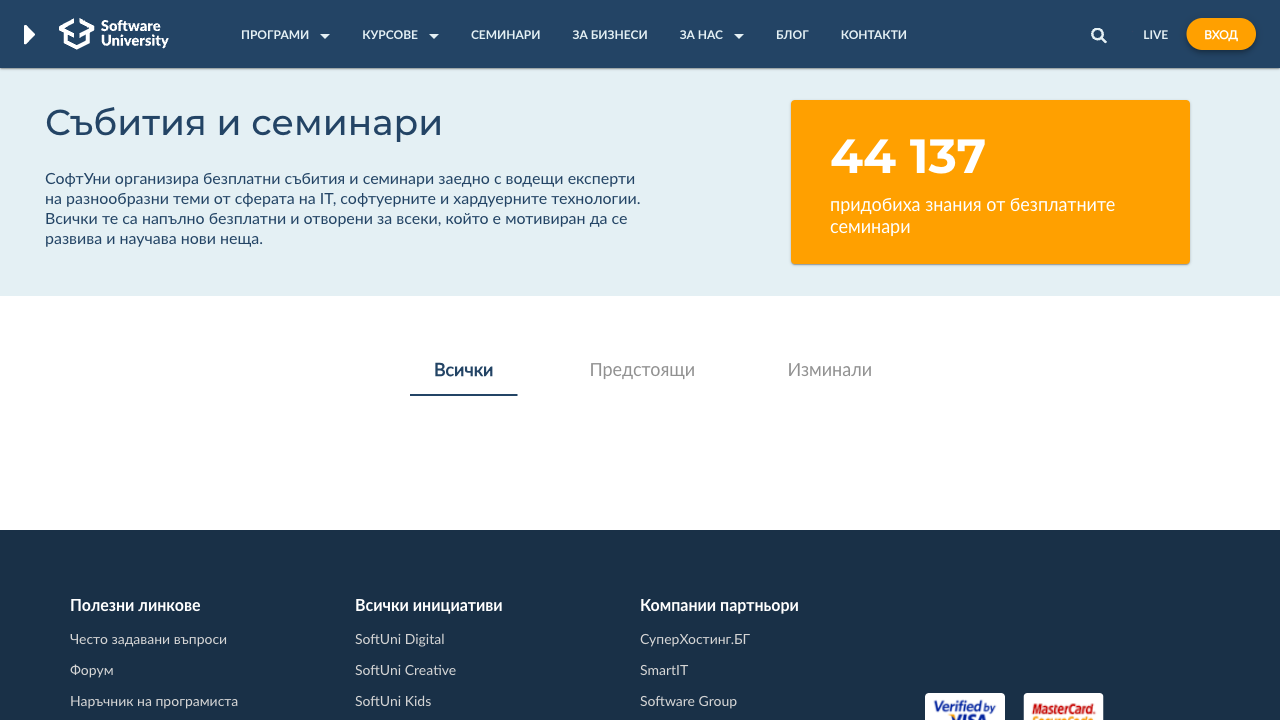 Software
University
ПРОГРАМИ
КУРСОВЕ
СЕМИНАРИ
ЗА БИЗНЕСИ
ЗА НАС
БЛОГ
КОНТАКТИ
LIVE
ВХОД
Събития и семинари
СофтУни организира безплатни събития и семинари заедно с водещи експерти
на разнообразни теми от сферата на IT, софтуерните и хардуерните технологии.
Всички те са напълно безплатни и отворени за всеки, който е мотивиран да се
развива и научава нови неща.
44 137
придобиха знания от безплатните
семинари
Всички
Предстоящи
Изминали
Полезни линкове
Често задавани въпроси
Форум
Наръчник на програмиста
Всички инициативи
SoftUni Digital
SoftUni Creative
SoftUni Kids
Компании партньори
СуперХостинг.БГ
SmartIT
Software Group
Verified by
VISA
MasterCard.
SecureCode